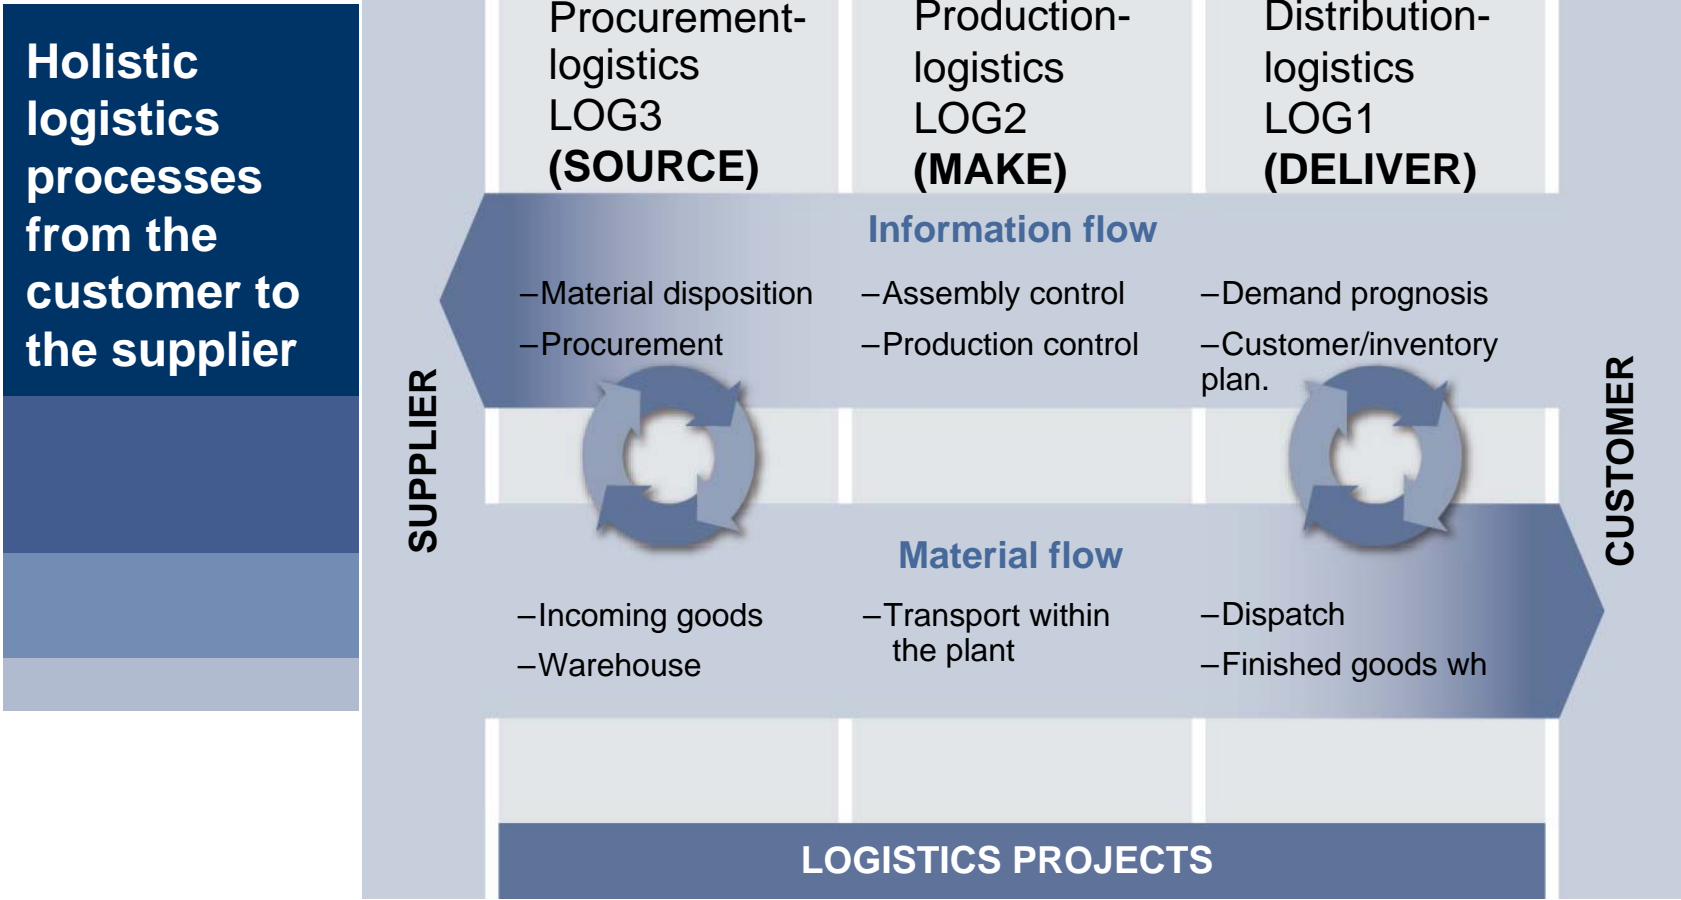 Holistic
logistics
processes
from the
customer to
the supplier
Procurement-
logistics
LOG3
(SOURCE)
Production-
logistics
LOG2
(MAKE)
Distribution-
logistics
LOG1
(DELIVER)
Information flow
–Material disposition
–Procurement
–Assembly control
–Production control
–Demand prognosis
–Customer/inventory
plan.
SUPPLIER
CUSTOMER
Material flow
–Incoming goods
–Warehouse
–Transport within
the plant
–Dispatch
–Finished goods wh
LOGISTICS PROJECTS